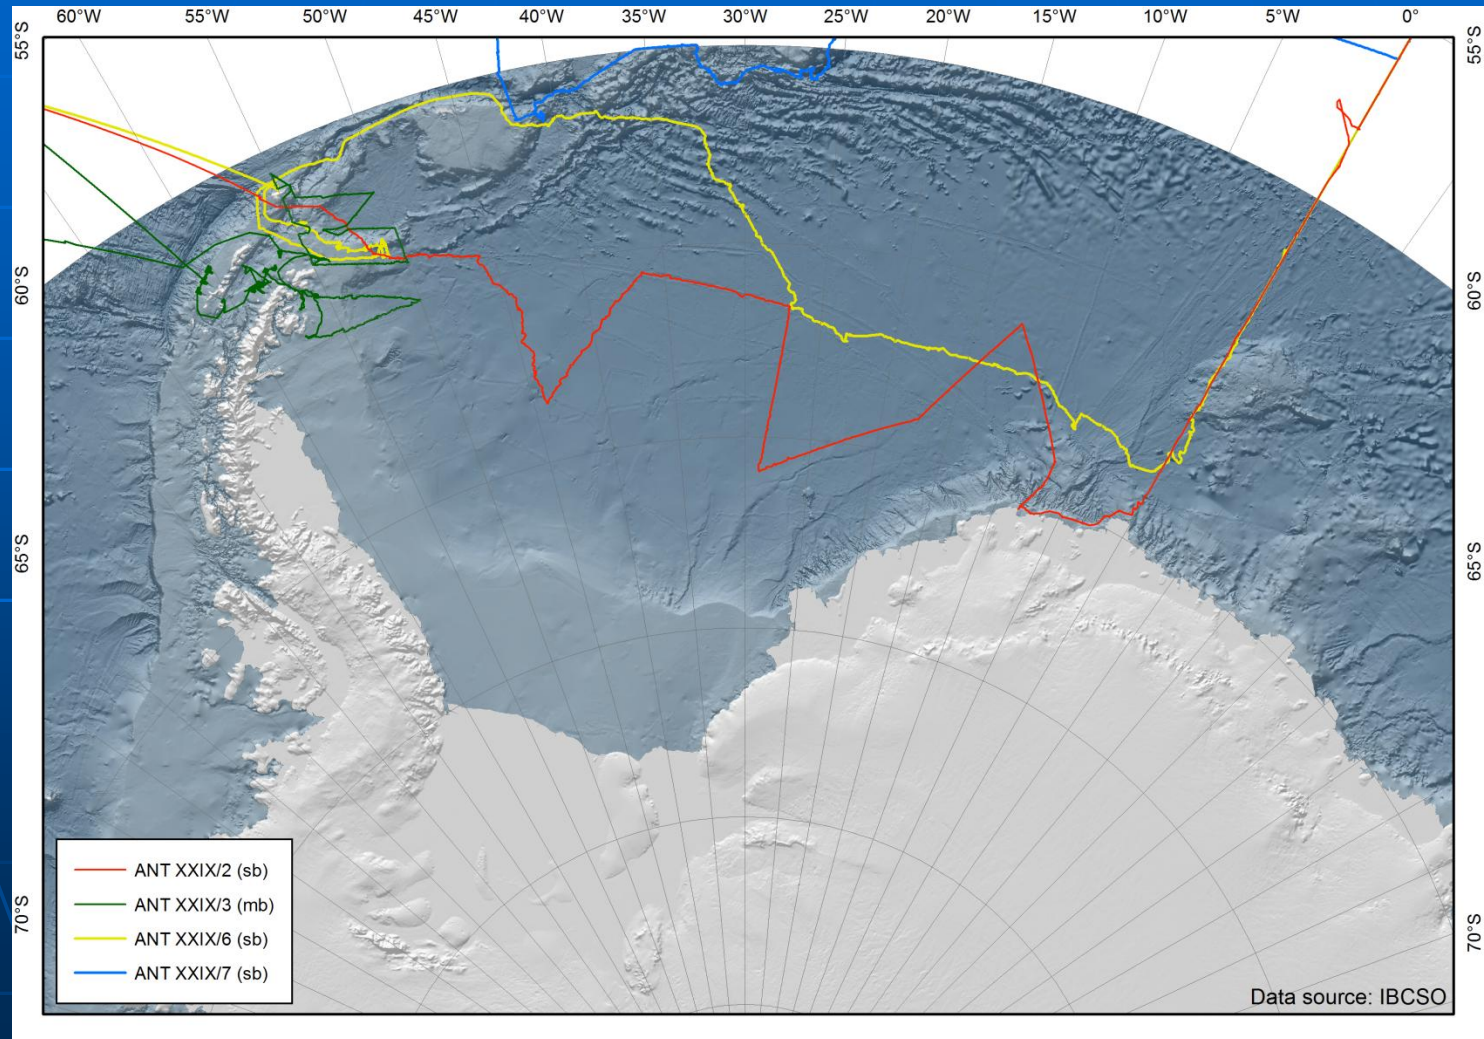 60°W 55°W 50°W 45°W 40°W 35°W 30°W 25°W 20°W 15°W 10°W 5°W 0°
55°S 55°S
60°S 60°S
65°S 65°S
70°S 70°S
ANT XXIX/2 (sb)
ANT XXIX/3 (mb)
ANT XXIX/6 (sb)
ANT XXIX/7 (sb)
Data source: IBCSO